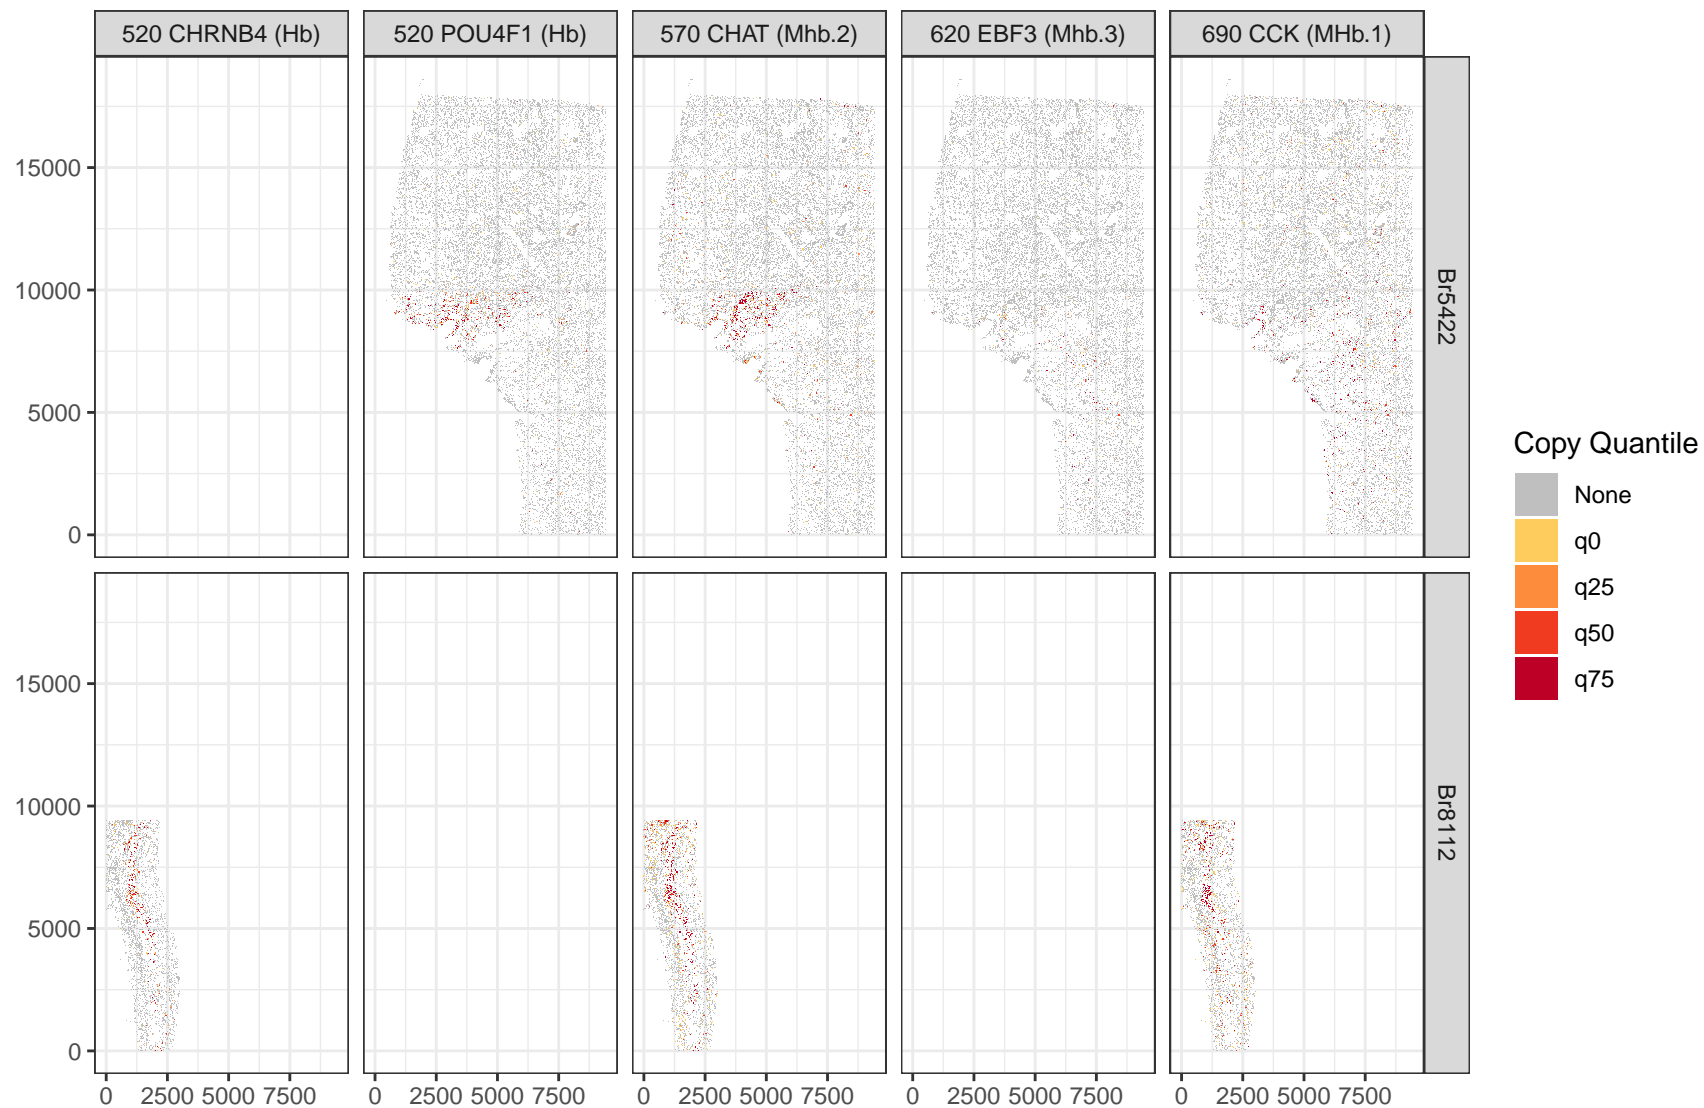 520 CHRNB4 (Hb) 520 POU4F1 (Hb) 570 CHAT (Mhb.2) 620 EBF3 (Mhb.3) 690 CCK (MHb.1)
15000
10000
5000
0
Br5422
15000
10000
5000
0
Br8112
0 2500 5000 7500 0 2500 5000 7500 0 2500 5000 7500 0 2500 5000 7500 0 2500 5000 7500
Copy Quantile
None
q0
q25
q50
q75